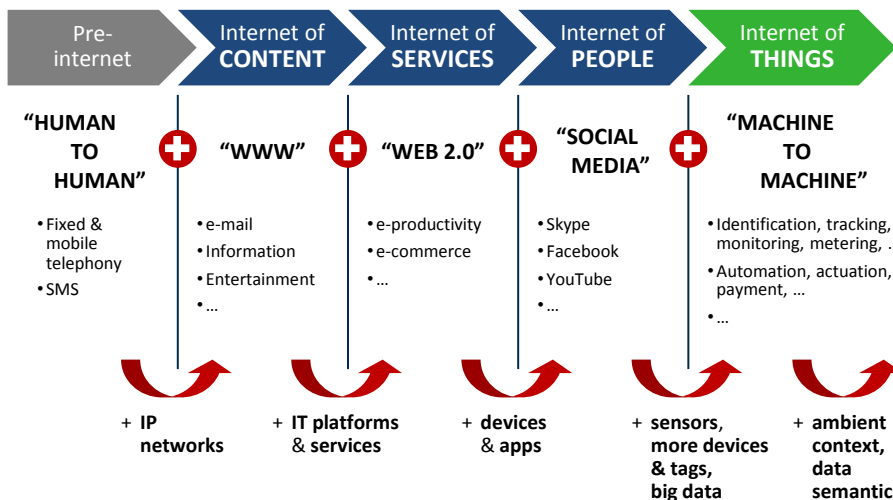 Pre-
internet
Internet of
CONTENT
Internet of
SERVICES
Internet of
PEOPLE
Internet of
THINGS
“HUMAN
TO
HUMAN”
“WWW”
“WEB 2.0”
“SOCIAL
MEDIA”
“MACHINE
TO
MACHINE”
• Fixed &
mobile
telephony
• SMS
• e-mail
• Information
• Entertainment
• …
• e-productivity
• e-commerce
• …
• Skype
• Facebook
• YouTube
• …
• Identification, tracking,
monitoring, metering, .
• Automation, actuation,
payment, …
• …
+ IP
networks
+ IT platforms
& services
+ devices
& apps
+ sensors,
more devices
& tags,
big data
+ ambient
context,
data
semantic